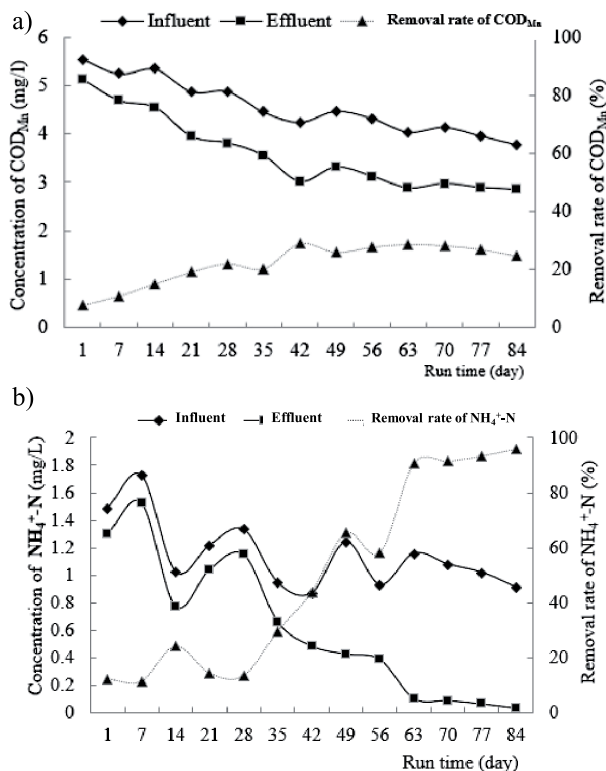 a)
Influent Effluent Removal rate of CODMn
Concentration of CODMn (mg/l)
6
5
4
3
2
1
0
100
80
60
40
20
0
Removal rate of CODMn (%)
1 7 14 21 28 35 42 49 56 63 70 77 84
Run time (day)
b)
Influent Effluent Removal rate of NH4+-N
Concentration of NH4+-N (mg/L)
2
1.8
1.6
1.4
1.2
1
0.8
0.6
0.4
0.2
0
100
80
60
40
20
0
Removal rate of NH4+-N (%)
1 7 14 21 28 35 42 49 56 63 70 77 84
Run time (day)